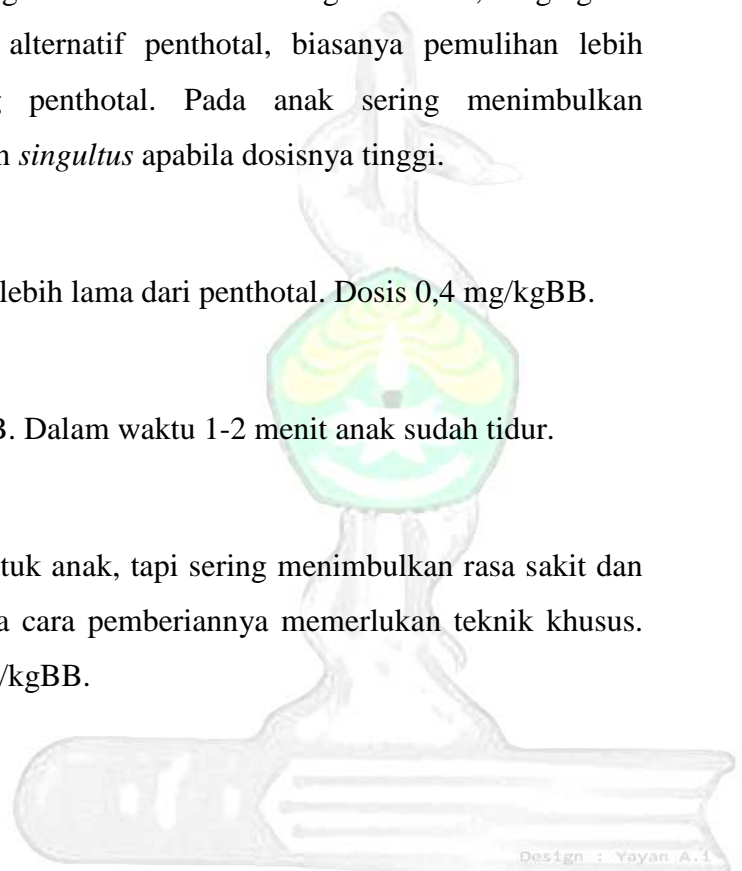 alternatif penthotal, biasanya pemulihan lebih
penthotal. Pada anak sering menimbulkan
singultus apabila dosisnya tinggi.
lebih lama dari penthotal. Dosis 0,4 mg/kgBB.
. Dalam waktu 1-2 menit anak sudah tidur.
anak, tapi sering menimbulkan rasa sakit dan
cara pemberiannya memerlukan teknik khusus.
/kgBB.
Design : Yayan A.i